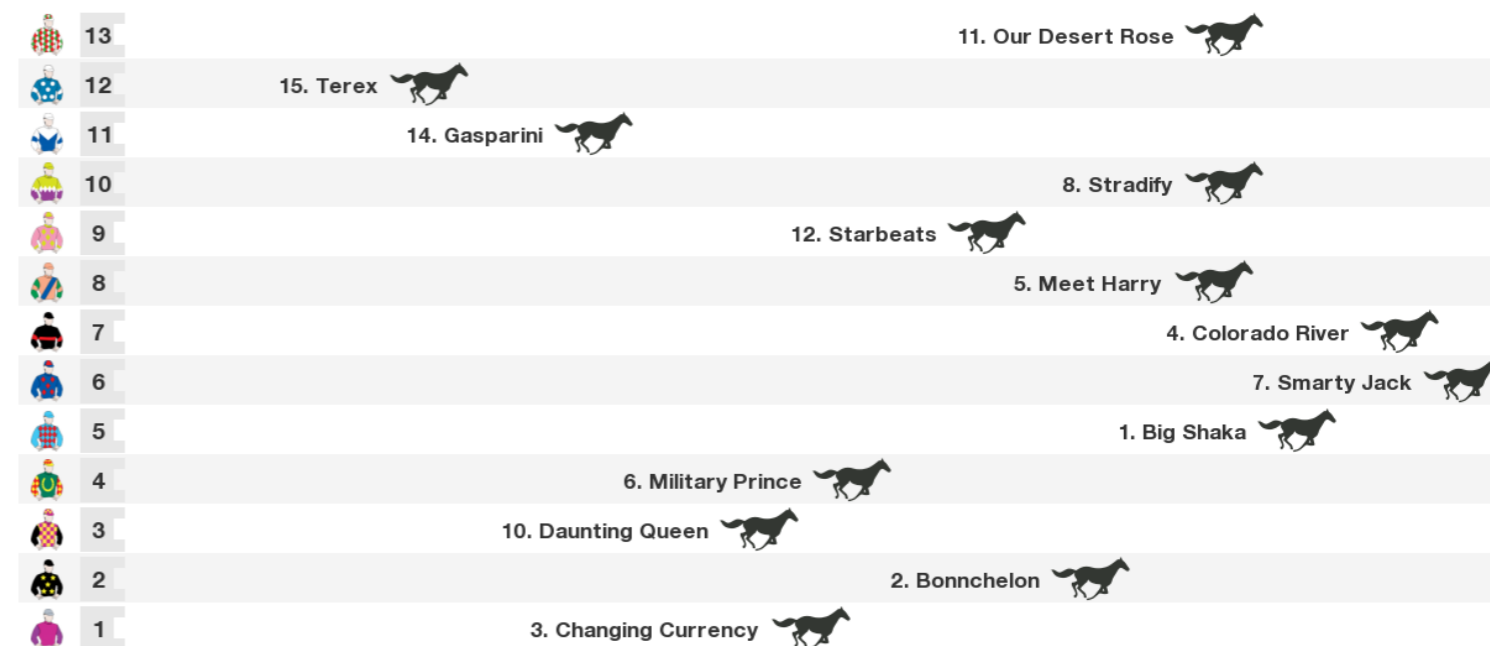 13 11. Our Desert Rose
12 15. Terex
11 14. Gasparini
10 8. Stradify
9 12. Starbeats
8 5. Meet Harry
7 4. Colorado River
6 7. Smarty Jack
5 1. Big Shaka
4 6. Military Prince
3 10. Daunting Queen
2 2. Bonnchelon
1 3. Changing Currency